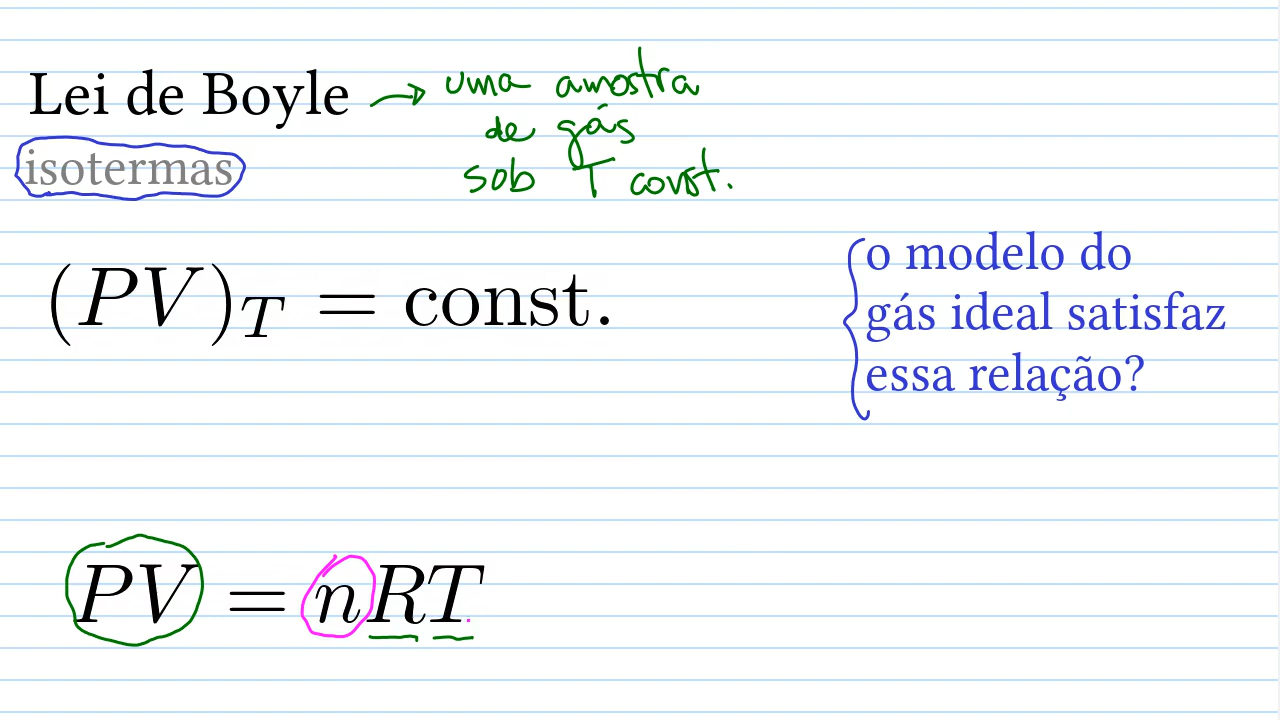 Lei de Boyle → uma amostra
de gás
isotermas
sob T const.
(PV)_T = const.
o modelo do
gás ideal satisfaz
essa relação?
PV = nRT